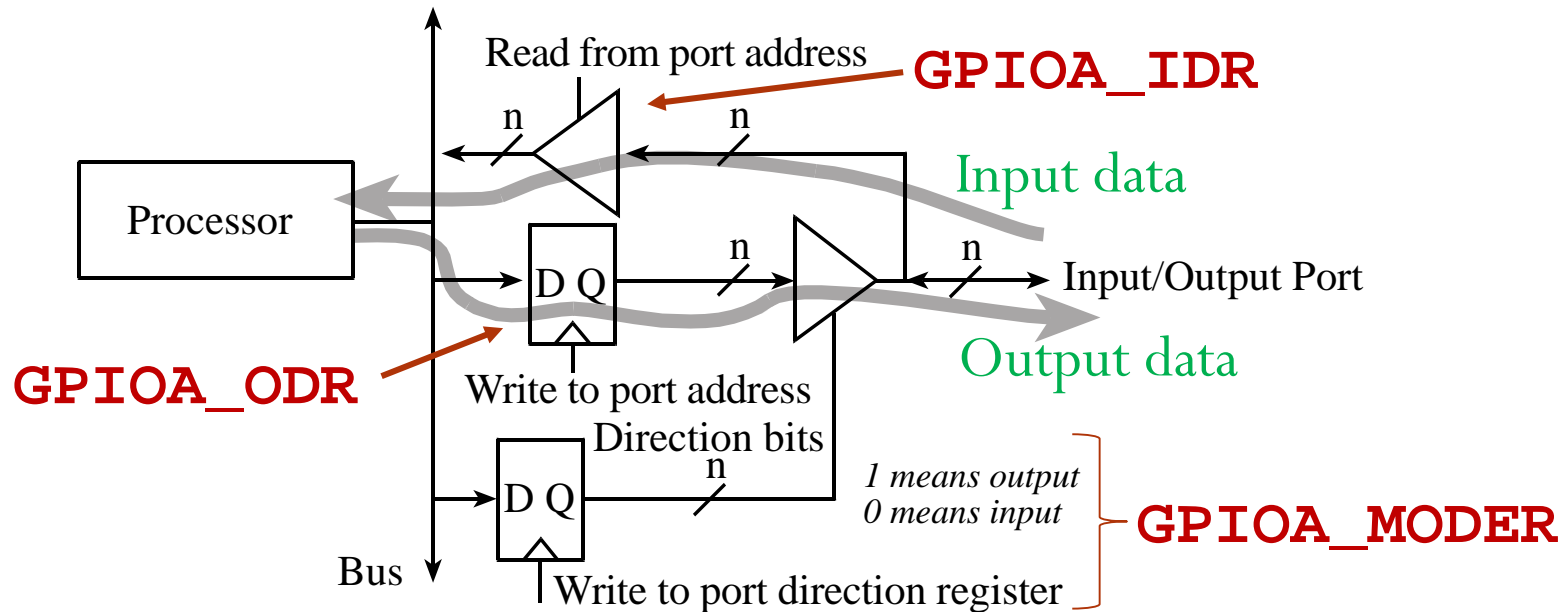 Read from port address
GPIOA_IDR
n
n
Input data
Processor
n
n
D Q
Input/Output Port
Output data
GPIOA_ODR
Write to port address
Direction bits
n
1 means output
0 means input
D Q
GPIOA_MODER
Bus
Write to port direction register